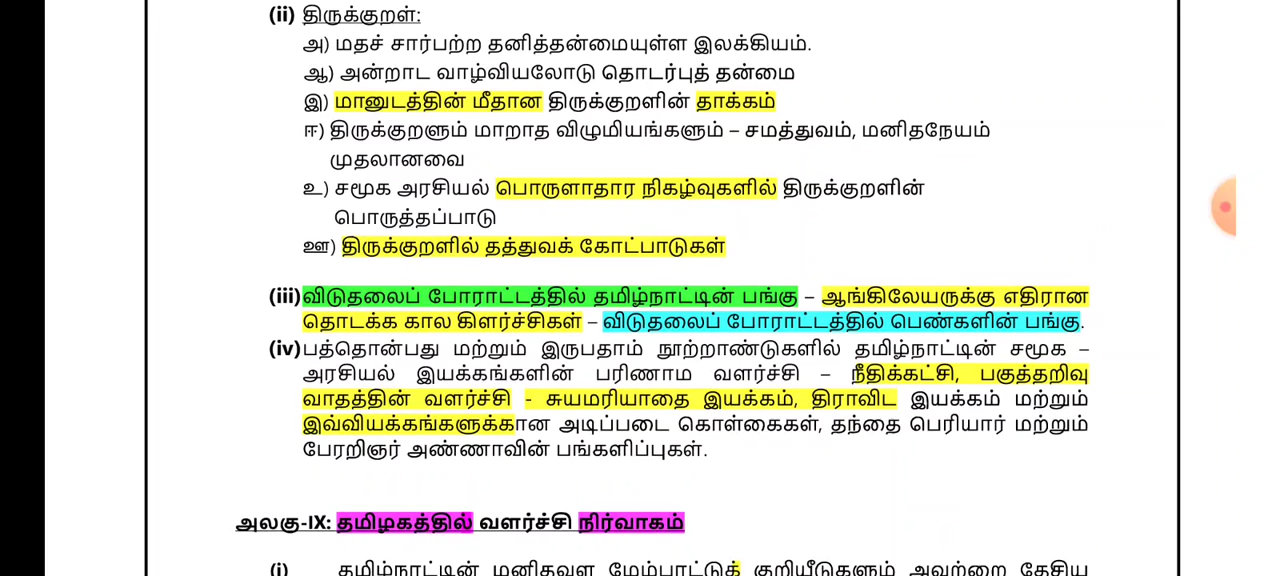 (ii) திருக்குறள்:
அ) மதச் சார்பற்ற தனித்தன்மையுள்ள இலக்கியம்.
ஆ) அன்றாட வாழ்வியலோடு தொடர்புத் தன்மை
இ) மானுடத்தின் மீதான திருக்குறளின் தாக்கம்
ஈ) திருக்குறளும் மாறாத விழுமியங்களும் – சமத்துவம், மனிதநேயம்
முதலானவை
உ) சமூக அரசியல் பொருளாதார நிகழ்வுகளில் திருக்குறளின்
பொருத்தப்பாடு
ஊ) திருக்குறளில் தத்துவக் கோட்பாடுகள்
(iii) விடுதலைப் போராட்டத்தில் தமிழ்நாட்டின் பங்கு – ஆங்கிலேயருக்கு எதிரான
தொடக்க கால கிளர்ச்சிகள் – விடுதலைப் போராட்டத்தில் பெண்களின் பங்கு.
(iv) பத்தொன்பது மற்றும் இருபதாம் நூற்றாண்டுகளில் தமிழ்நாட்டின் சமூக –
அரசியல் இயக்கங்களின் பரிணாம வளர்ச்சி – நீதிக்கட்சி, பகுத்தறிவு
வாதத்தின் வளர்ச்சி - சுயமரியாதை இயக்கம், திராவிட இயக்கம் மற்றும்
இவ்வியக்கங்களுக்கான அடிப்படை கொள்கைகள், தந்தை பெரியார் மற்றும்
பேரறிஞர் அண்ணாவின் பங்களிப்புகள்.
அலகு-IX: தமிழகத்தில் வளர்ச்சி நிர்வாகம்
(i) தமிழ்நாட்டின் மனிதவள மேம்பாட்டுக் குறியீடுகளும் அவற்றை தேசிய